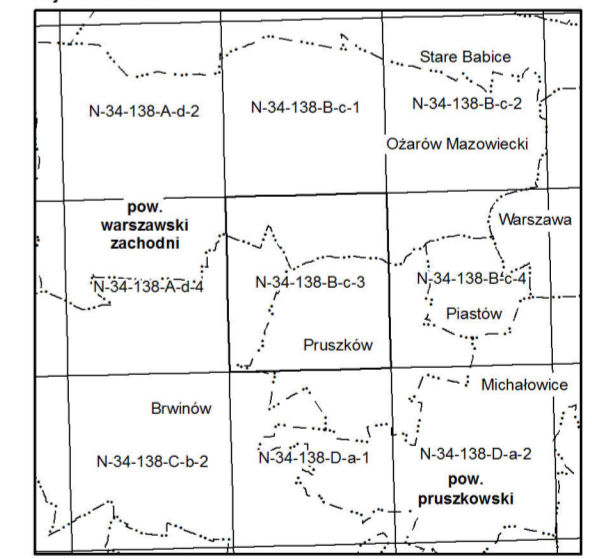 Stare Babice
N-34-138-A-d-2
N-34-138-B-c-1
N-34-138-B-c-2
Ożarów Mazowiecki
pow.
warszawski
zachodni
Warszawa
N-34-138-A-d-4
N-34-138-B-c-3
N-34-138-B-c-4
Piastów
Pruszków
Michałowice
Brwinów
N-34-138-C-b-2
N-34-138-D-a-1
N-34-138-D-a-2
pow.
pruszkowski